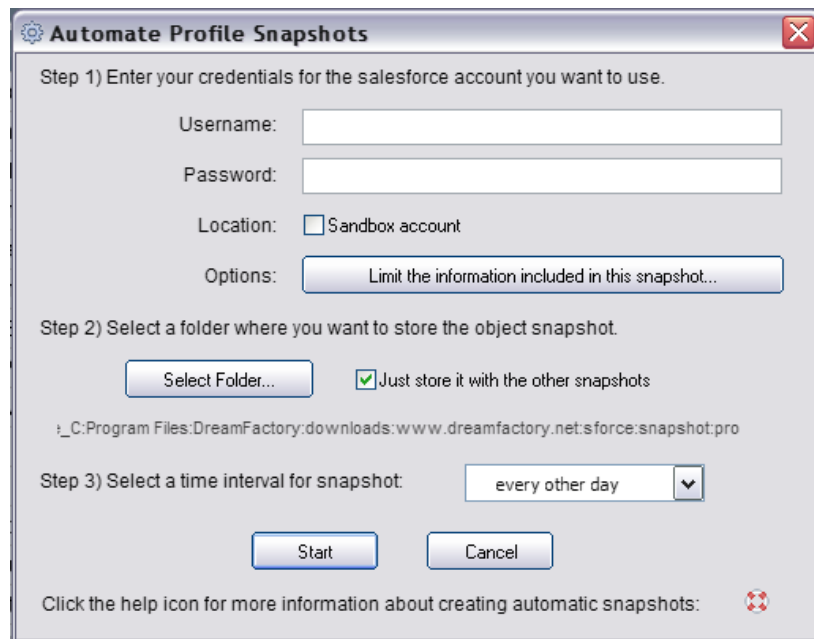 Automate Profile Snapshots
Step 1) Enter your credentials for the salesforce account you want to use.
Username:
Password:
Location: Sandbox account
Options: Limit the information included in this snapshot...
Step 2) Select a folder where you want to store the object snapshot.
Select Folder... Just store it with the other snapshots
_C:Program Files:DreamFactory:downloads:www.dreamfactory.net:sforce:snapshot:pro
Step 3) Select a time interval for snapshot: every other day
Start Cancel
Click the help icon for more information about creating automatic snapshots: